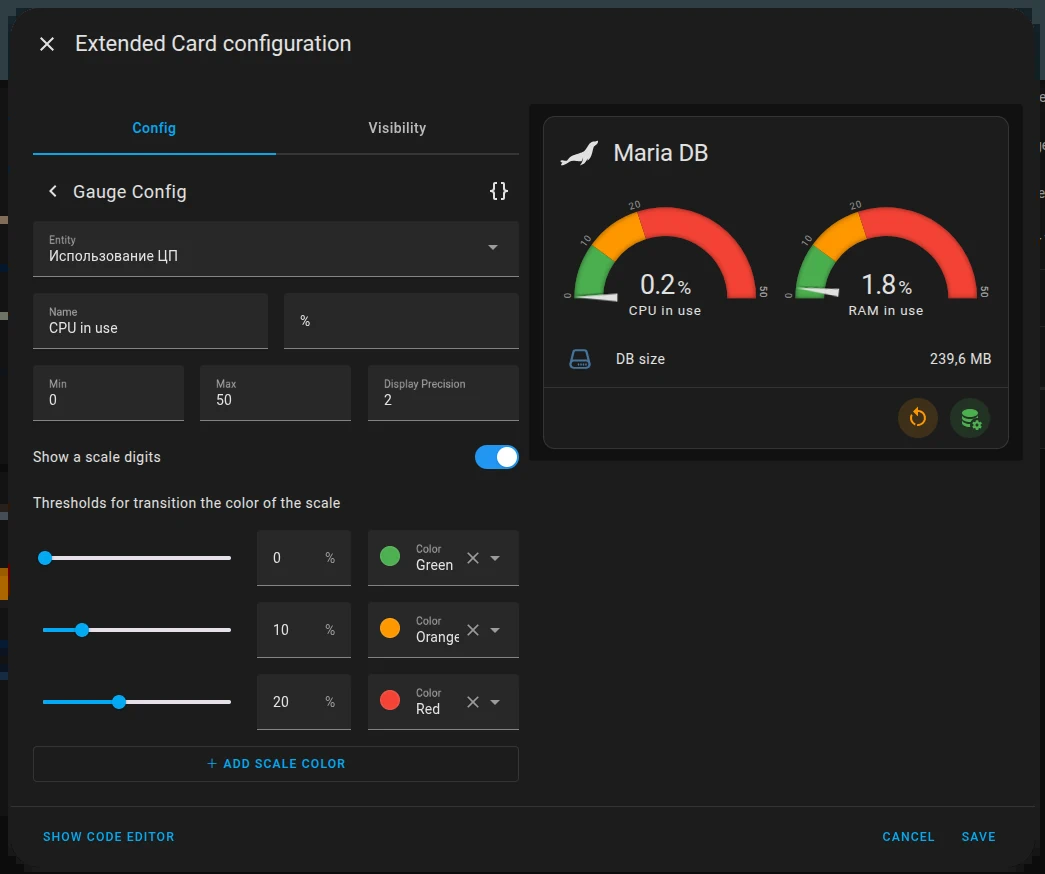 Extended Card configuration
Config
Visibility
Gauge Config
{}
Entity
Использование ЦП
Name
CPU in use
%
Min
0
Max
50
Display Precision
2
Show a scale digits
Thresholds for transition the color of the scale
0 %
Color
Green
10 %
Color
Orange
20 %
Color
Red
+ ADD SCALE COLOR
Maria DB
0
10
20
50
0.2%
CPU in use
0
10
20
50
1.8%
RAM in use
DB size 239,6 MB
SHOW CODE EDITOR
CANCEL
SAVE